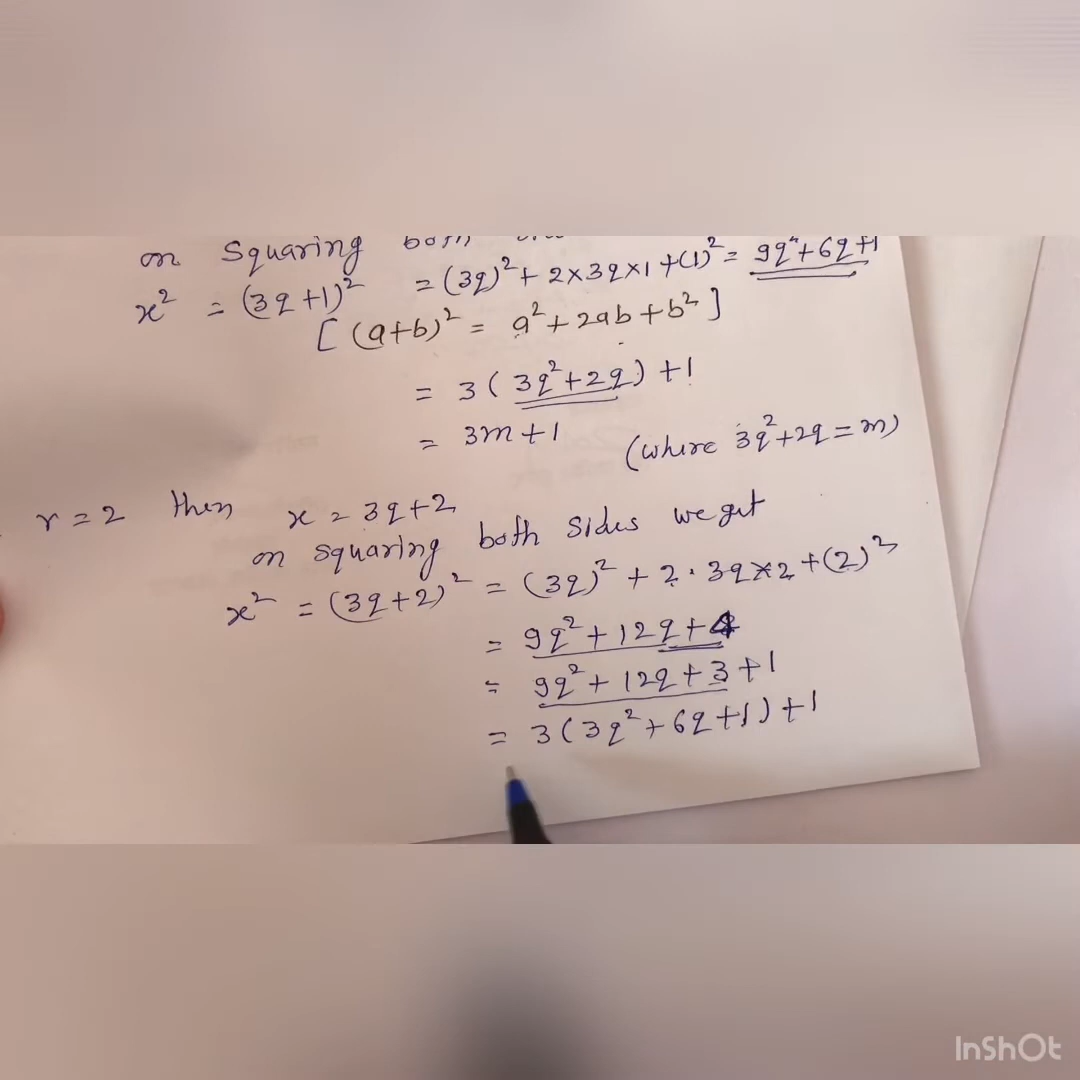 on Squaring both
x² = (3q+1)² = (3q)² + 2×3q×1 + (1)² = 9q²+6q+1
[(a+b)² = a² + 2ab + b²]
= 3(3q²+2q) + 1
= 3m + 1 (where 3q²+2q = m)
r = 2 then x = 3q+2
on squaring both sides we get
x² = (3q+2)² = (3q)² + 2·3q×2 + (2)²
= 9q² + 12q + 4
= 9q² + 12q + 3 + 1
= 3(3q² + 6q + 1) + 1
InShOt